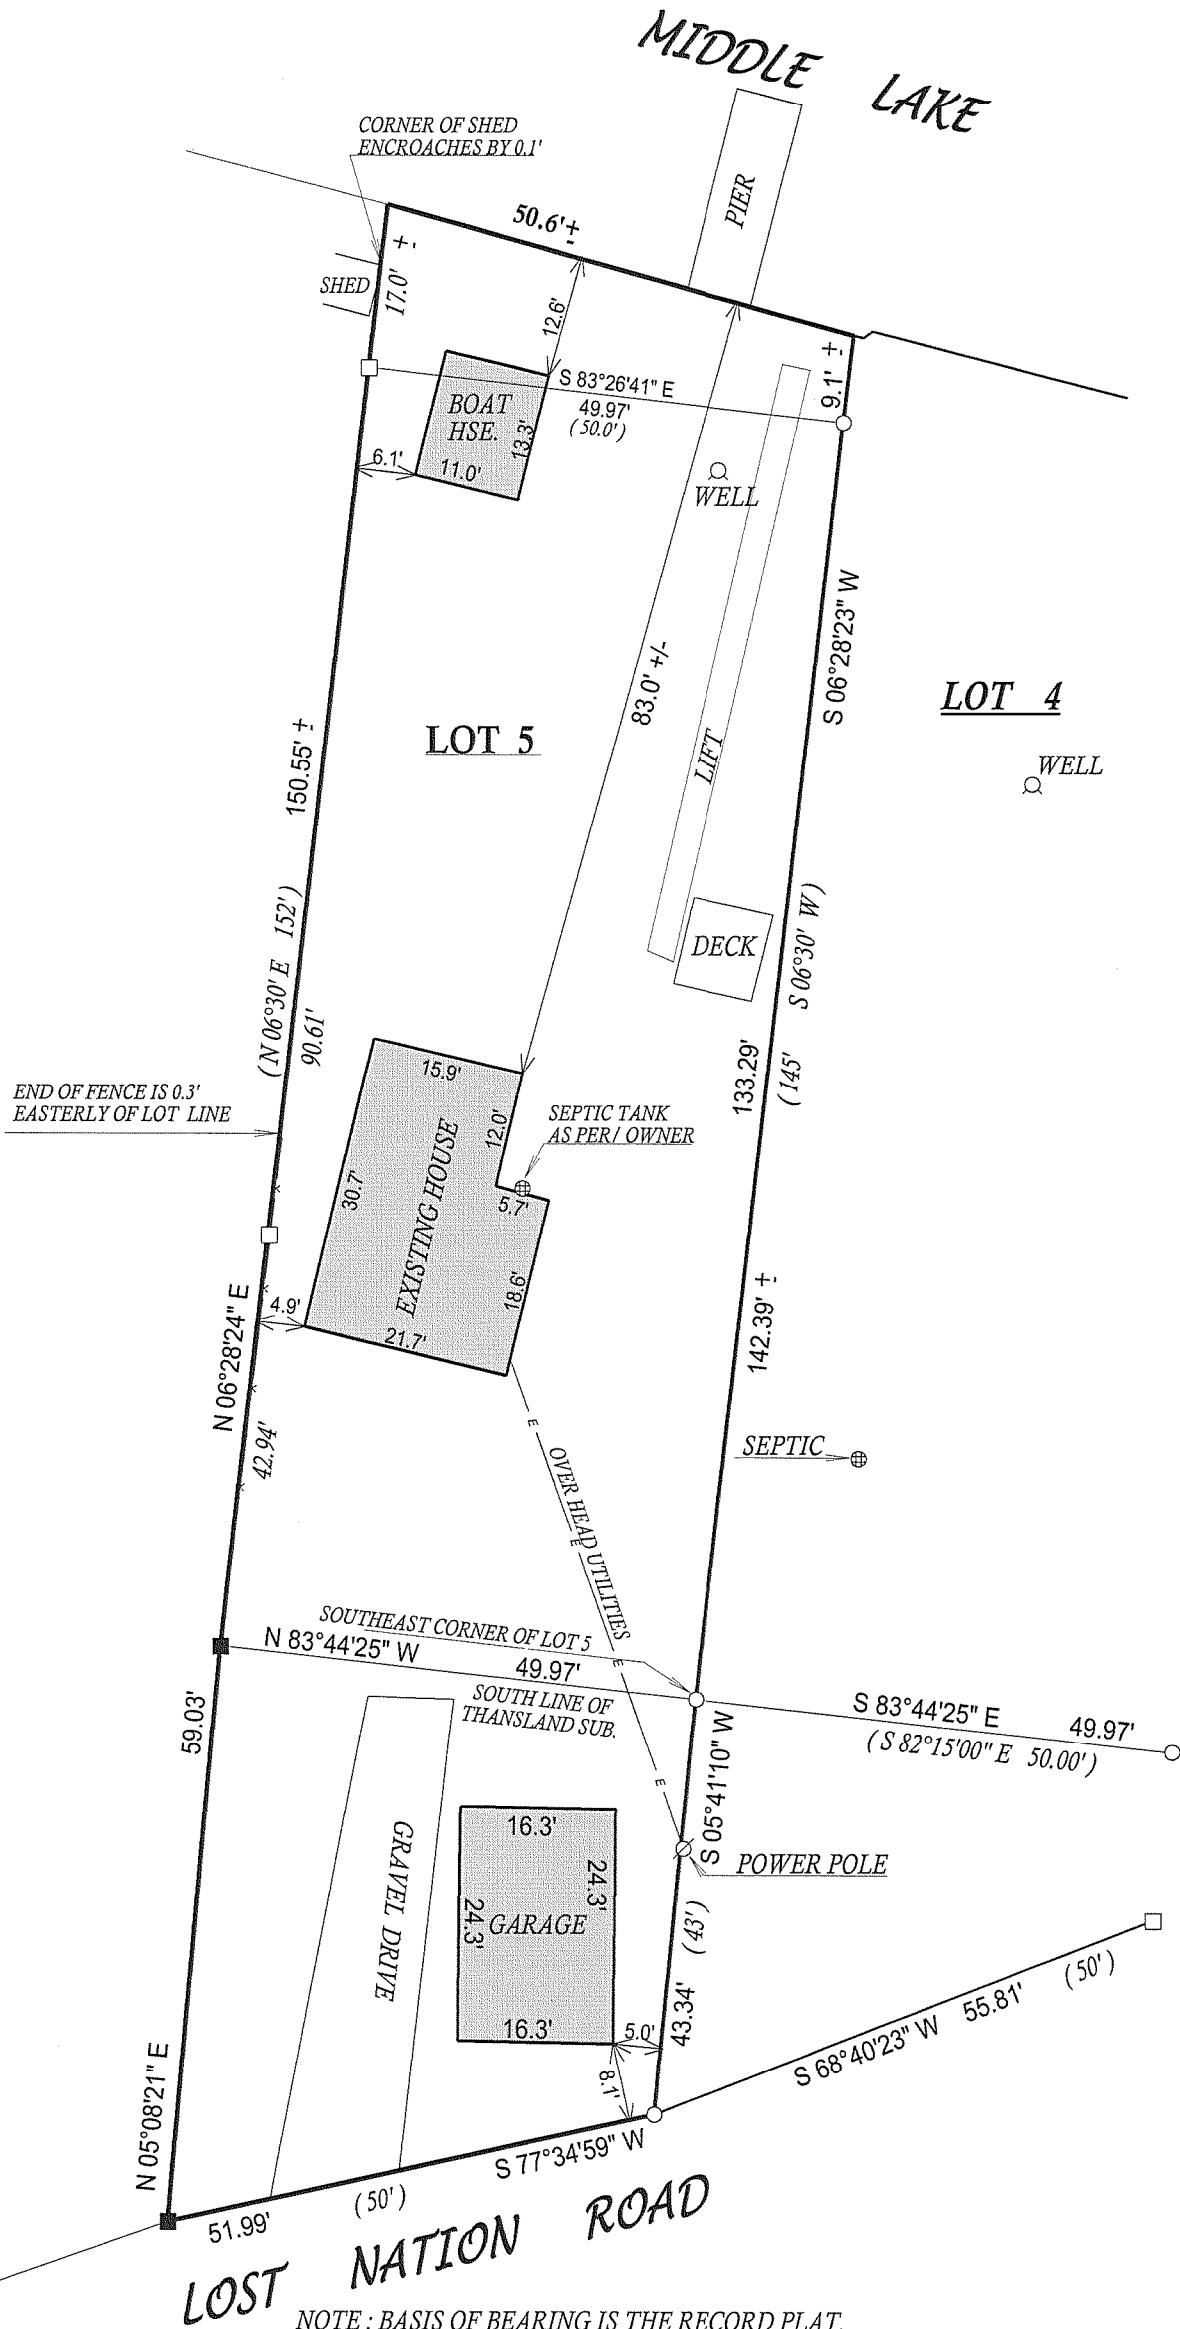 MIDDLE LAKE
CORNER OF SHED
ENCROACHES BY 0.1'
PIER
50.6'±
SHED
17.0' ±
12.6'
9.1' ±
S 83°26'41" E
49.97'
(50.0')
BOAT
HSE.
13.3'
6.1'
11.0'
WELL
S 06°28'23" W
83.0' +/-
LOT 4
LOT 5
LIFT
WELL
150.55' ±
(N 06°30' E 152')
90.61'
DECK
S 06°30' W)
(145'
133.29'
END OF FENCE IS 0.3'
EASTERLY OF LOT LINE
15.9'
12.0'
SEPTIC TANK
AS PER/ OWNER
30.7'
EXISTING HOUSE
5.7'
18.6'
4.9'
21.7'
142.39' ±
N 06°28'24" E
42.94'
E
OVER HEAD UTILITIES
E
E
E
SEPTIC
SOUTHEAST CORNER OF LOT 5
N 83°44'25" W
49.97'
SOUTH LINE OF
THANSLAND SUB.
S 83°44'25" E 49.97'
(S 82°15'00" E 50.00')
59.03'
S 05°41'10" W
16.3'
24.3'
24.3'
GARAGE
16.3'
GRAVEL DRIVE
POWER POLE
(43')
43.34'
5.0'
8.1'
S 68°40'23" W 55.81' (50')
N 05°08'21" E
S 77°34'59" W
(50')
51.99'
LOST NATION ROAD
NOTE : BASIS OF BEARING IS THE RECORD PLAT.